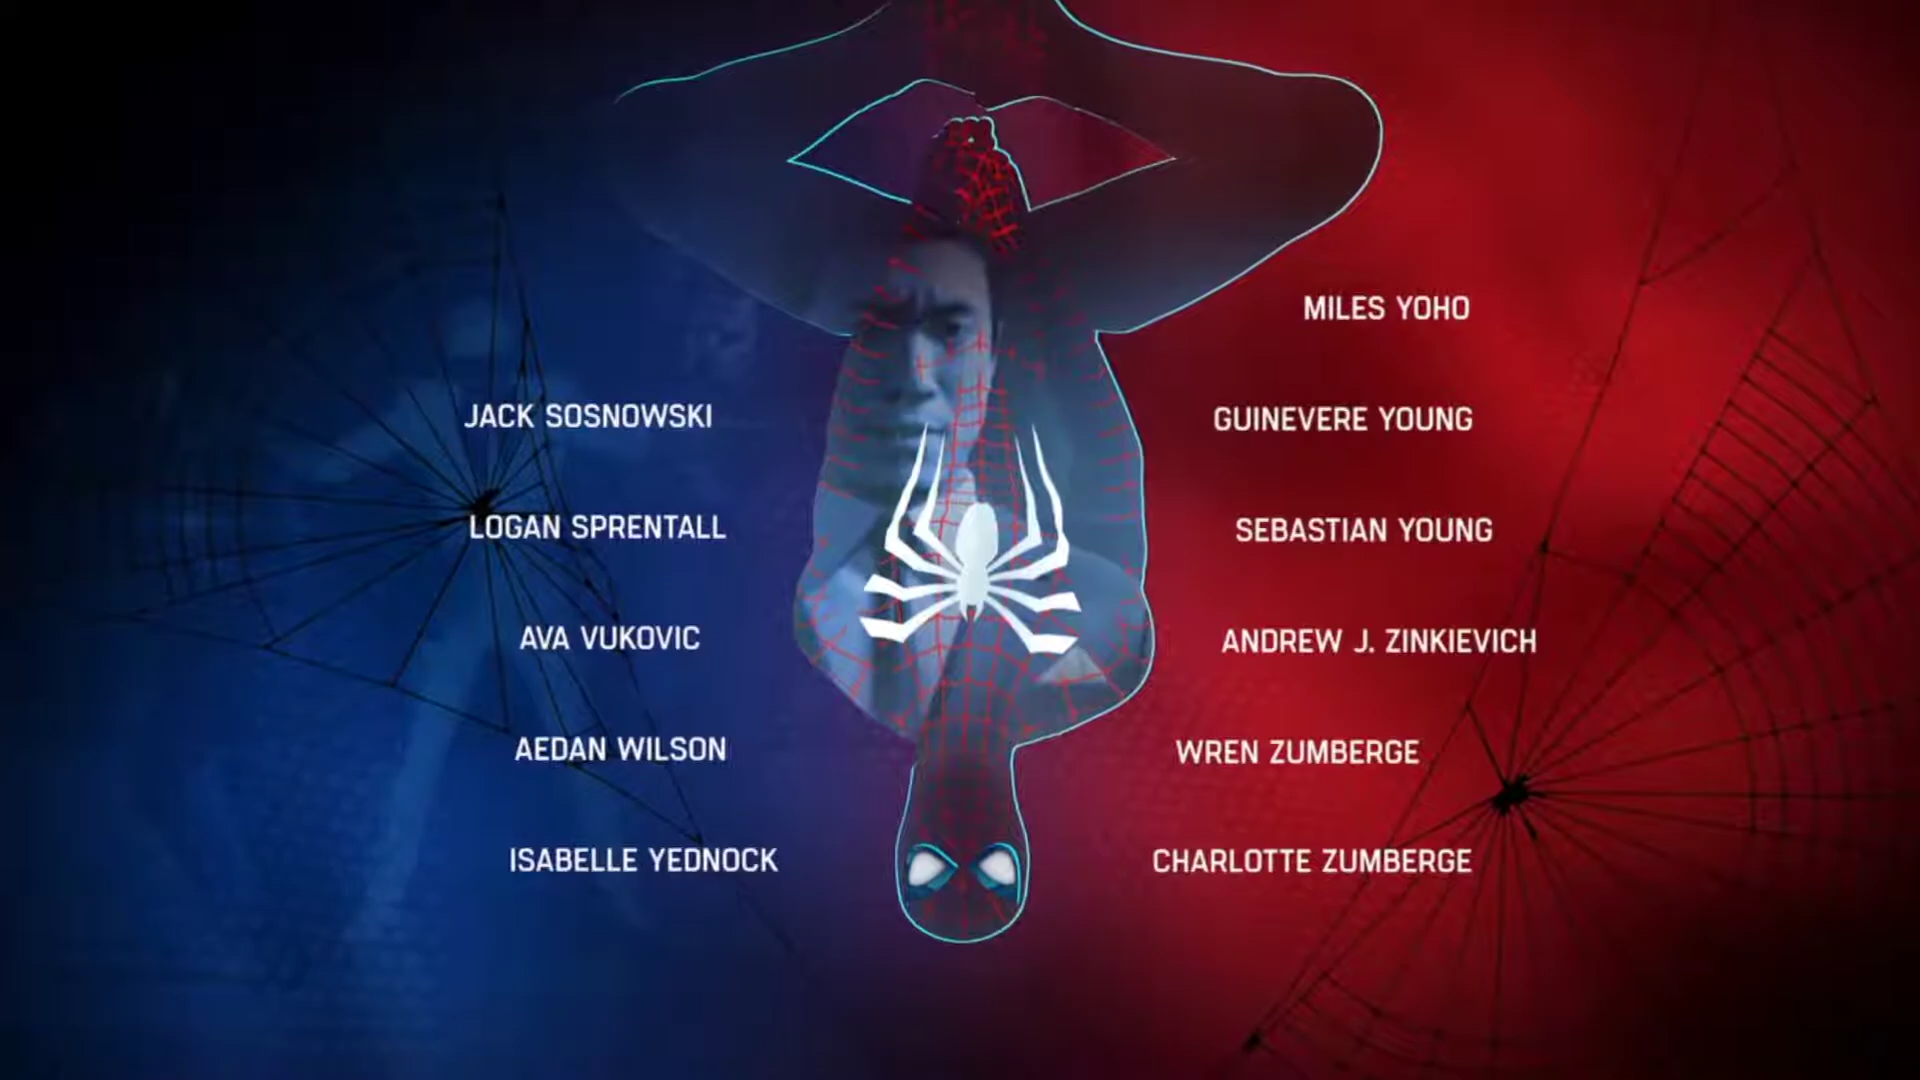 JACK SOSNOWSKI
LOGAN SPRENTALL
AVA VUKOVIC
AEDAN WILSON
ISABELLE YEDNOCK
MILES YOHO
GUINEVERE YOUNG
SEBASTIAN YOUNG
ANDREW J. ZINKIEVICH
WREN ZUMBERGE
CHARLOTTE ZUMBERGE